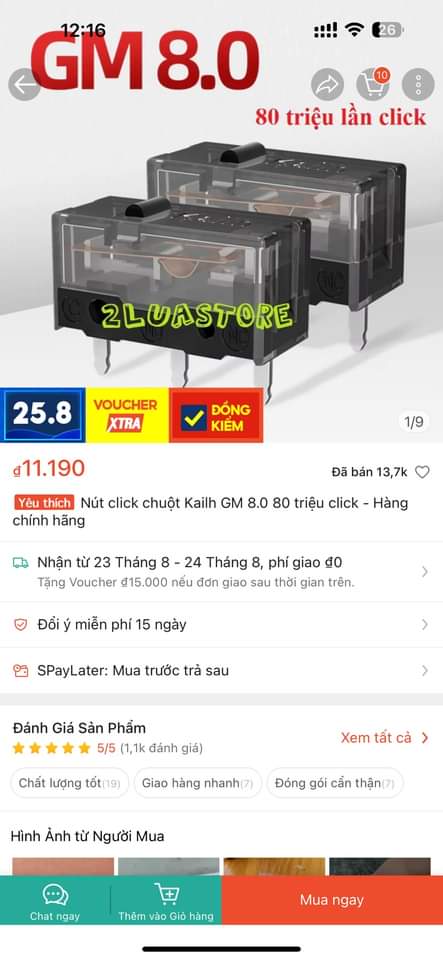 12:16
26
GM 8.0
10
80 triệu lần click
2LUASTORE
25.8
VOUCHER
XTRA
ĐỒNG
KIỂM
1/9
₫11.190
Đã bán 13,7k
Yêu thích Nút click chuột Kailh GM 8.0 80 triệu click - Hàng
chính hãng
Nhận từ 23 Tháng 8 - 24 Tháng 8, phí giao ₫0
Tặng Voucher ₫15.000 nếu đơn giao sau thời gian trên.
Đổi ý miễn phí 15 ngày
SPayLater: Mua trước trả sau
Đánh Giá Sản Phẩm
5/5 (1,1k đánh giá)
Xem tất cả
Chất lượng tốt(19)
Giao hàng nhanh(7)
Đóng gói cẩn thận(7)
Hình Ảnh từ Người Mua
Chat ngay
Thêm vào Giỏ hàng
Mua ngay